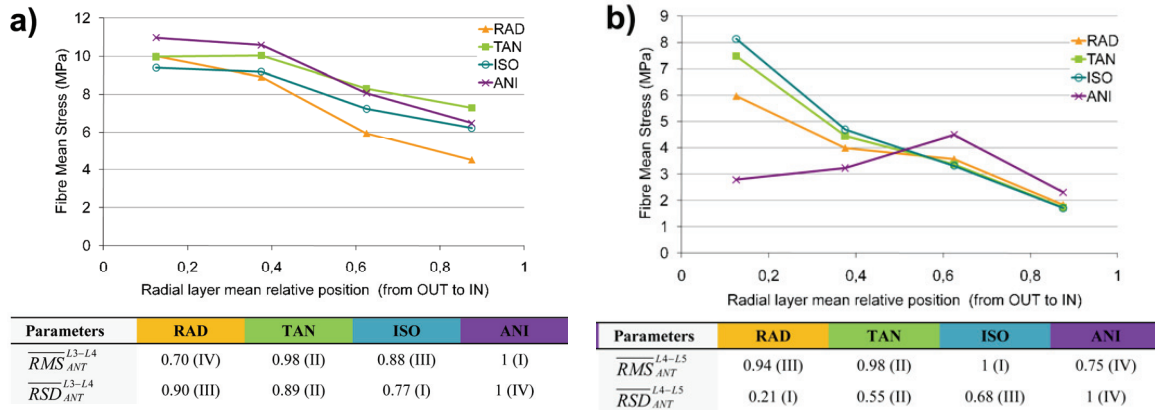 a)
12
10
8
6
4
2
0
Fibre Mean Stress (MPa)
RAD
TAN
ISO
ANI
0 0,2 0,4 0,6 0,8 1
Radial layer mean relative position (from OUT to IN)
Parameters RAD TAN ISO ANI
RMS ANT L3-L4 0.70 (IV) 0.98 (II) 0.88 (III) 1 (I)
RSD ANT L3-L4 0.90 (III) 0.89 (II) 0.77 (I) 1 (IV)
b)
9
8
7
6
5
4
3
2
1
0
Fibre Mean Stress (MPa)
RAD
TAN
ISO
ANI
0 0,2 0,4 0,6 0,8 1
Radial layer mean relative position (from OUT to IN)
Parameters RAD TAN ISO ANI
RMS ANT L4-L5 0.94 (III) 0.98 (II) 1 (I) 0.75 (IV)
RSD ANT L4-L5 0.21 (I) 0.55 (II) 0.68 (III) 1 (IV)